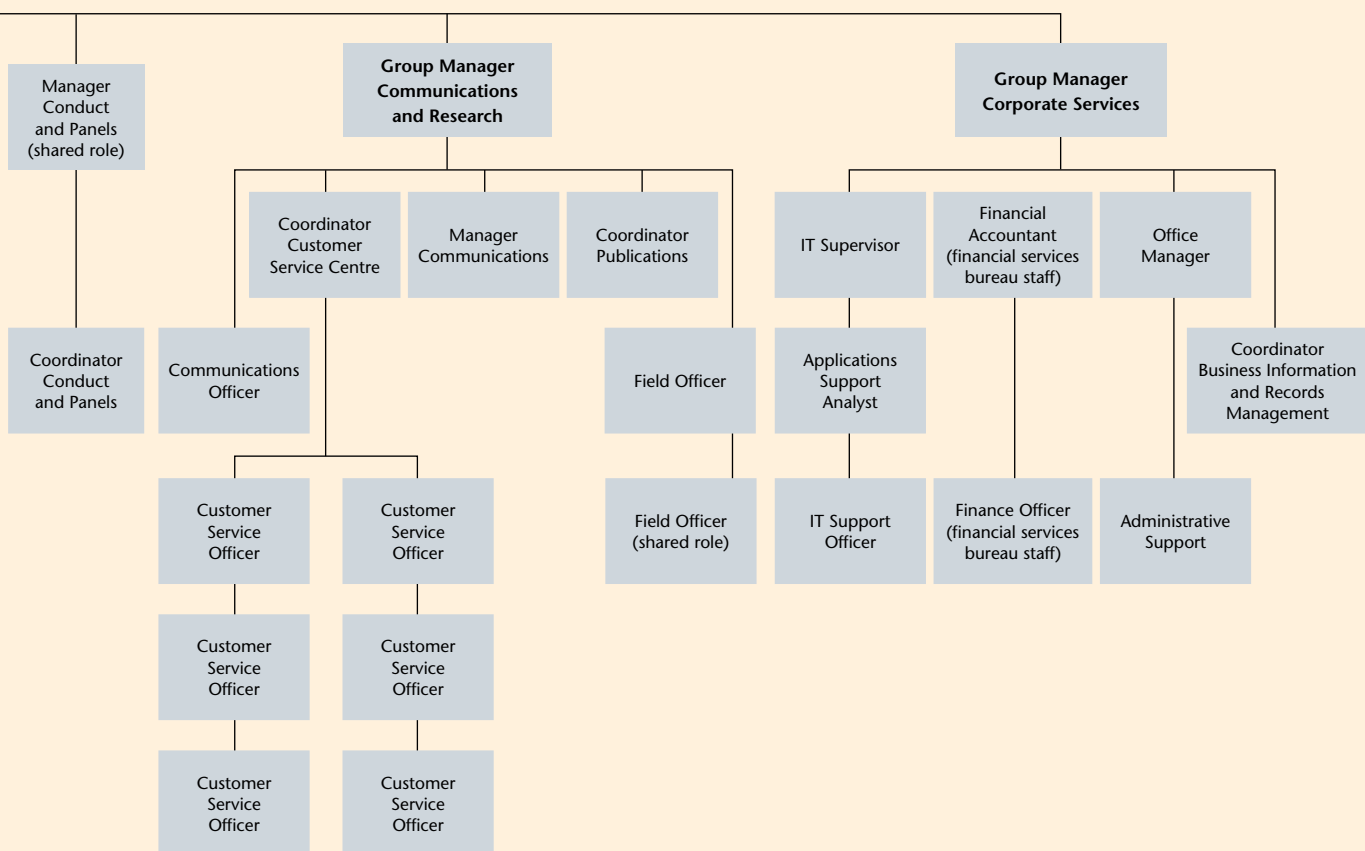 Manager
Conduct
and Panels
(shared role)
Group Manager
Communications
and Research
Group Manager
Corporate Services
Coordinator
Customer
Service Centre
Manager
Communications
Coordinator
Publications
IT Supervisor
Financial
Accountant
(financial services
bureau staff)
Office
Manager
Coordinator
Conduct
and Panels
Communications
Officer
Field Officer
Applications
Support
Analyst
Coordinator
Business Information
and Records
Management
Customer
Service
Officer
Customer
Service
Officer
Field Officer
(shared role)
IT Support
Officer
Finance Officer
(financial services
bureau staff)
Administrative
Support
Customer
Service
Officer
Customer
Service
Officer
Customer
Service
Officer
Customer
Service
Officer